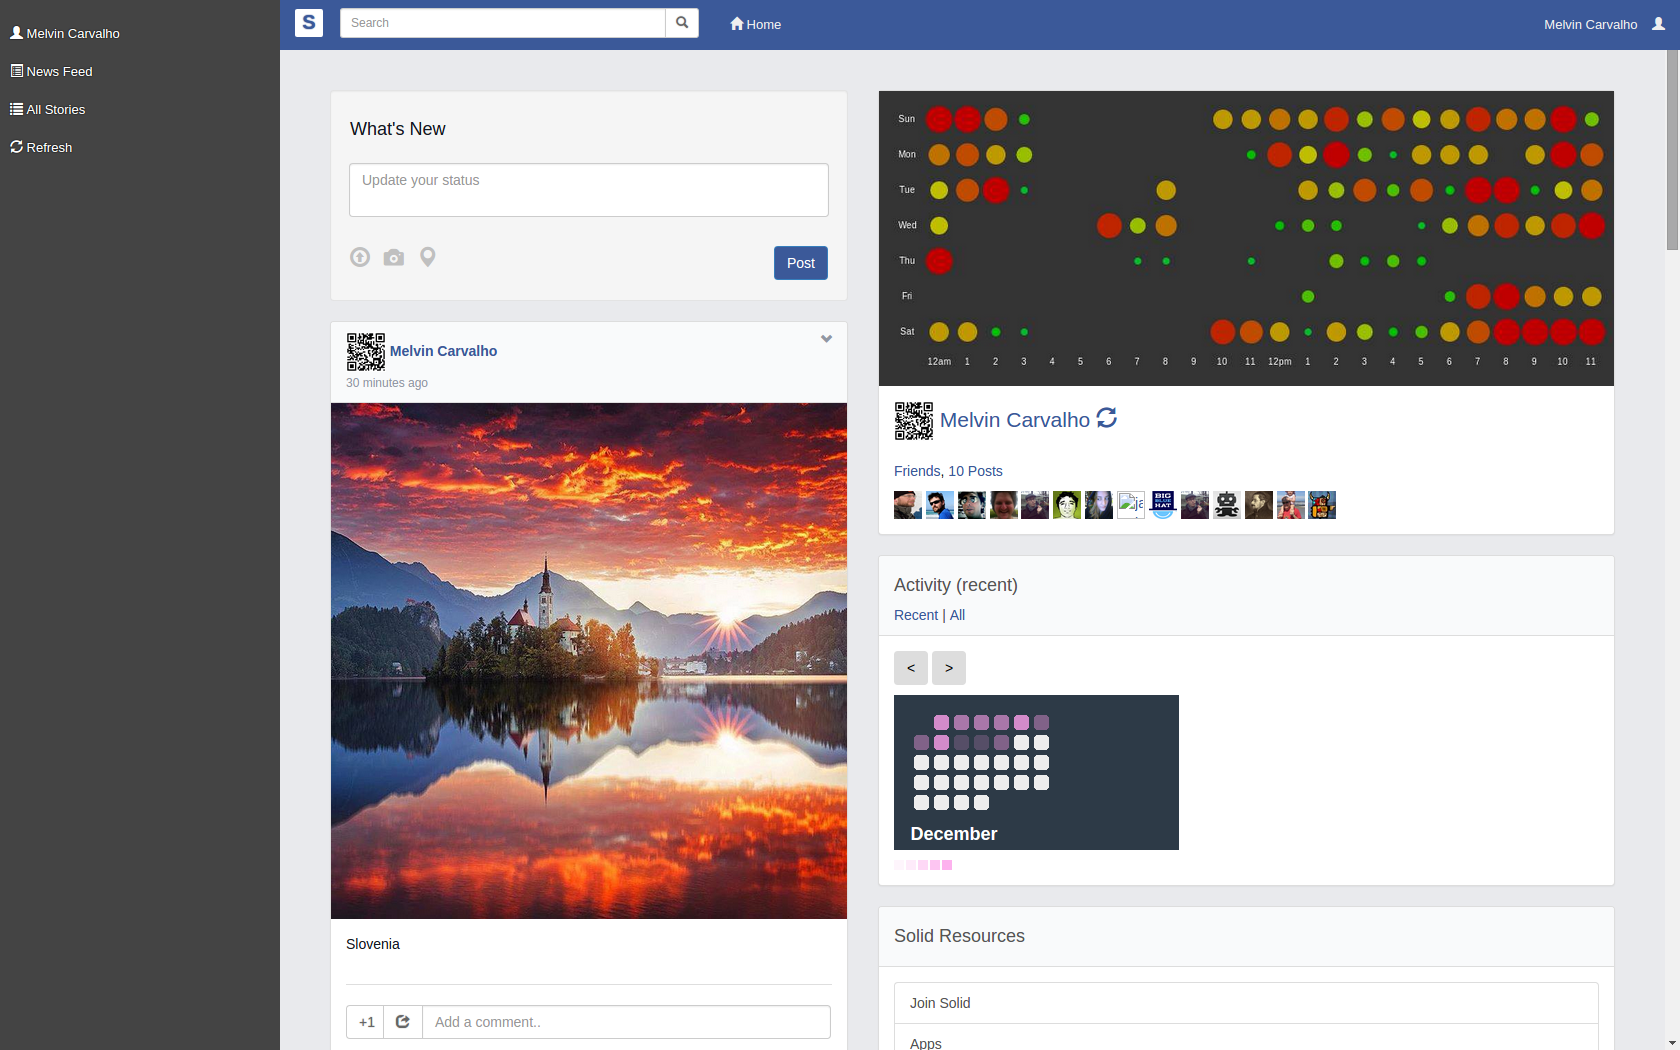 Melvin Carvalho
News Feed
All Stories
Refresh
S
Search
Home
Melvin Carvalho
What's New
Update your status
Post
Melvin Carvalho
30 minutes ago
Slovenia
+1
Add a comment..
Sun
Mon
Tue
Wed
Thu
Fri
Sat
12am 1 2 3 4 5 6 7 8 9 10 11 12pm 1 2 3 4 5 6 7 8 9 10 11
Melvin Carvalho
Friends, 10 Posts
BIG
BLUE
HAT
Activity (recent)
Recent | All
< >
December
Solid Resources
Join Solid
Apps